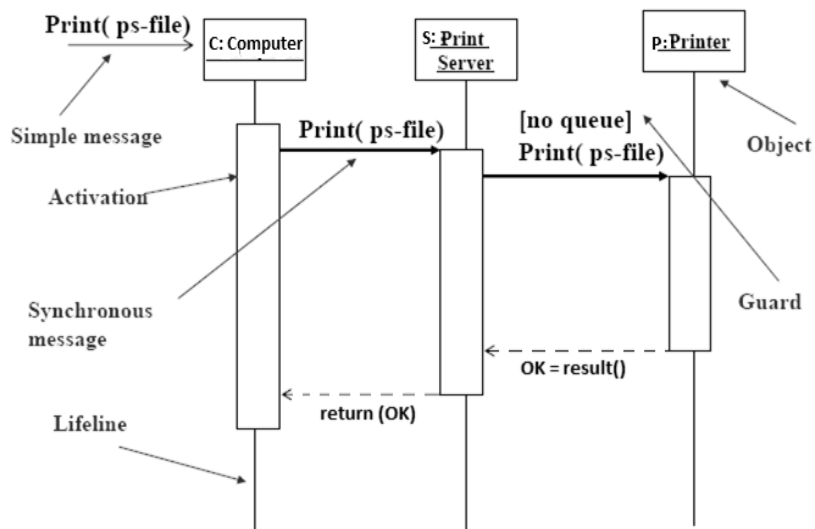 Print( ps-file)
C: Computer
S: Print
Server
P:Printer
Simple message
Print( ps-file)
[no queue]
Print( ps-file)
Object
Activation
Synchronous
message
Guard
OK = result()
return (OK)
Lifeline